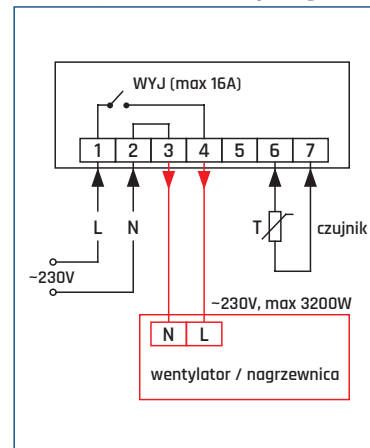 WYJ (max 16A)
1 2 3 4 5 6 7
L N T czujnik
~230V
~230V, max 3200W
N L
wentylator / nagrzewnica